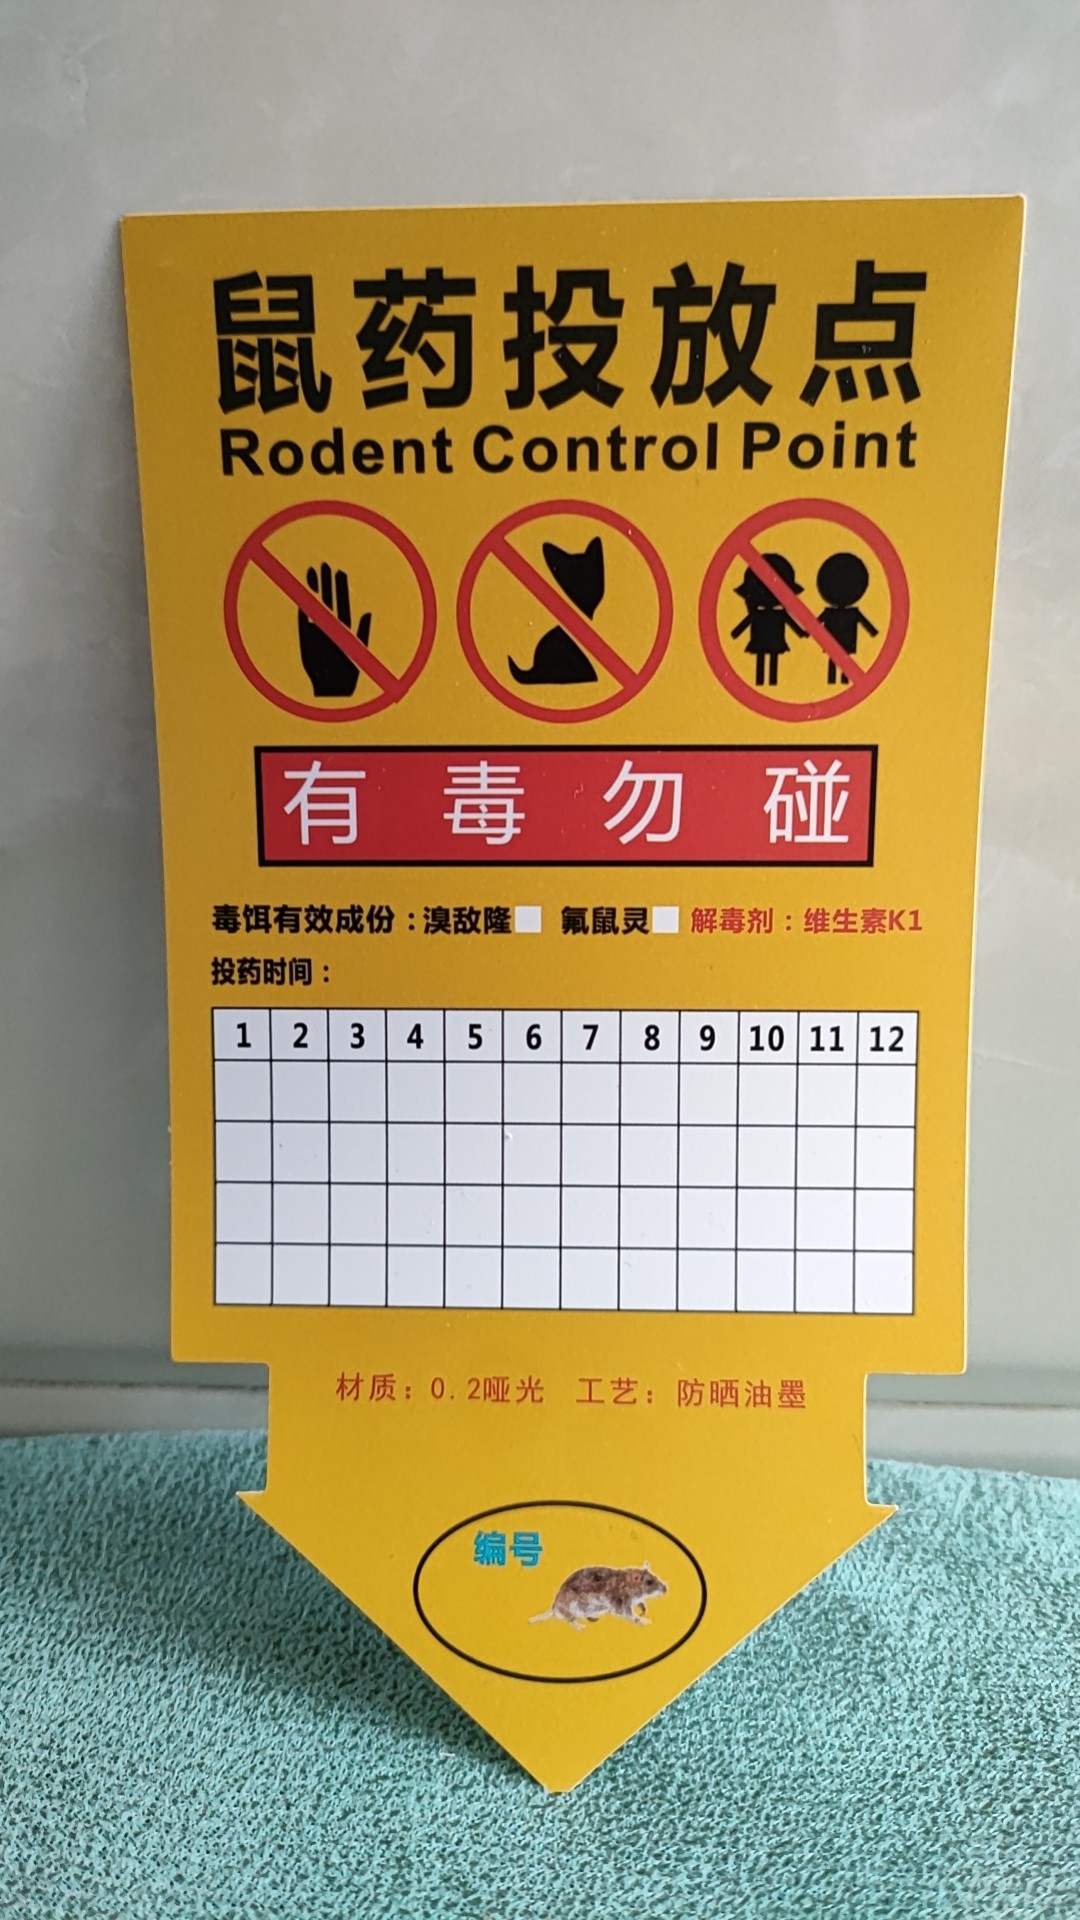 鼠药投放点
Rodent Control Point
有毒勿碰
毒饵有效成份：溴敌隆 氟鼠灵 解毒剂：维生素K1
投药时间：
1 2 3 4 5 6 7 8 9 10 11 12
材质：0.2哑光 工艺：防晒油墨
编号